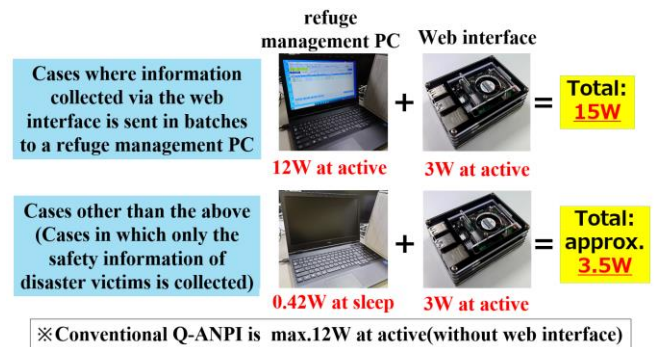 refuge
management PC
Web interface
Cases where information
collected via the web
interface is sent in batches
to a refuge management PC
+
=
Total:
15W
12W at active
3W at active
Cases other than the above
(Cases in which only the
safety information of
disaster victims is collected)
+
=
Total:
approx.
3.5W
0.42W at sleep
3W at active
※Conventional Q-ANPI is max.12W at active(without web interface)